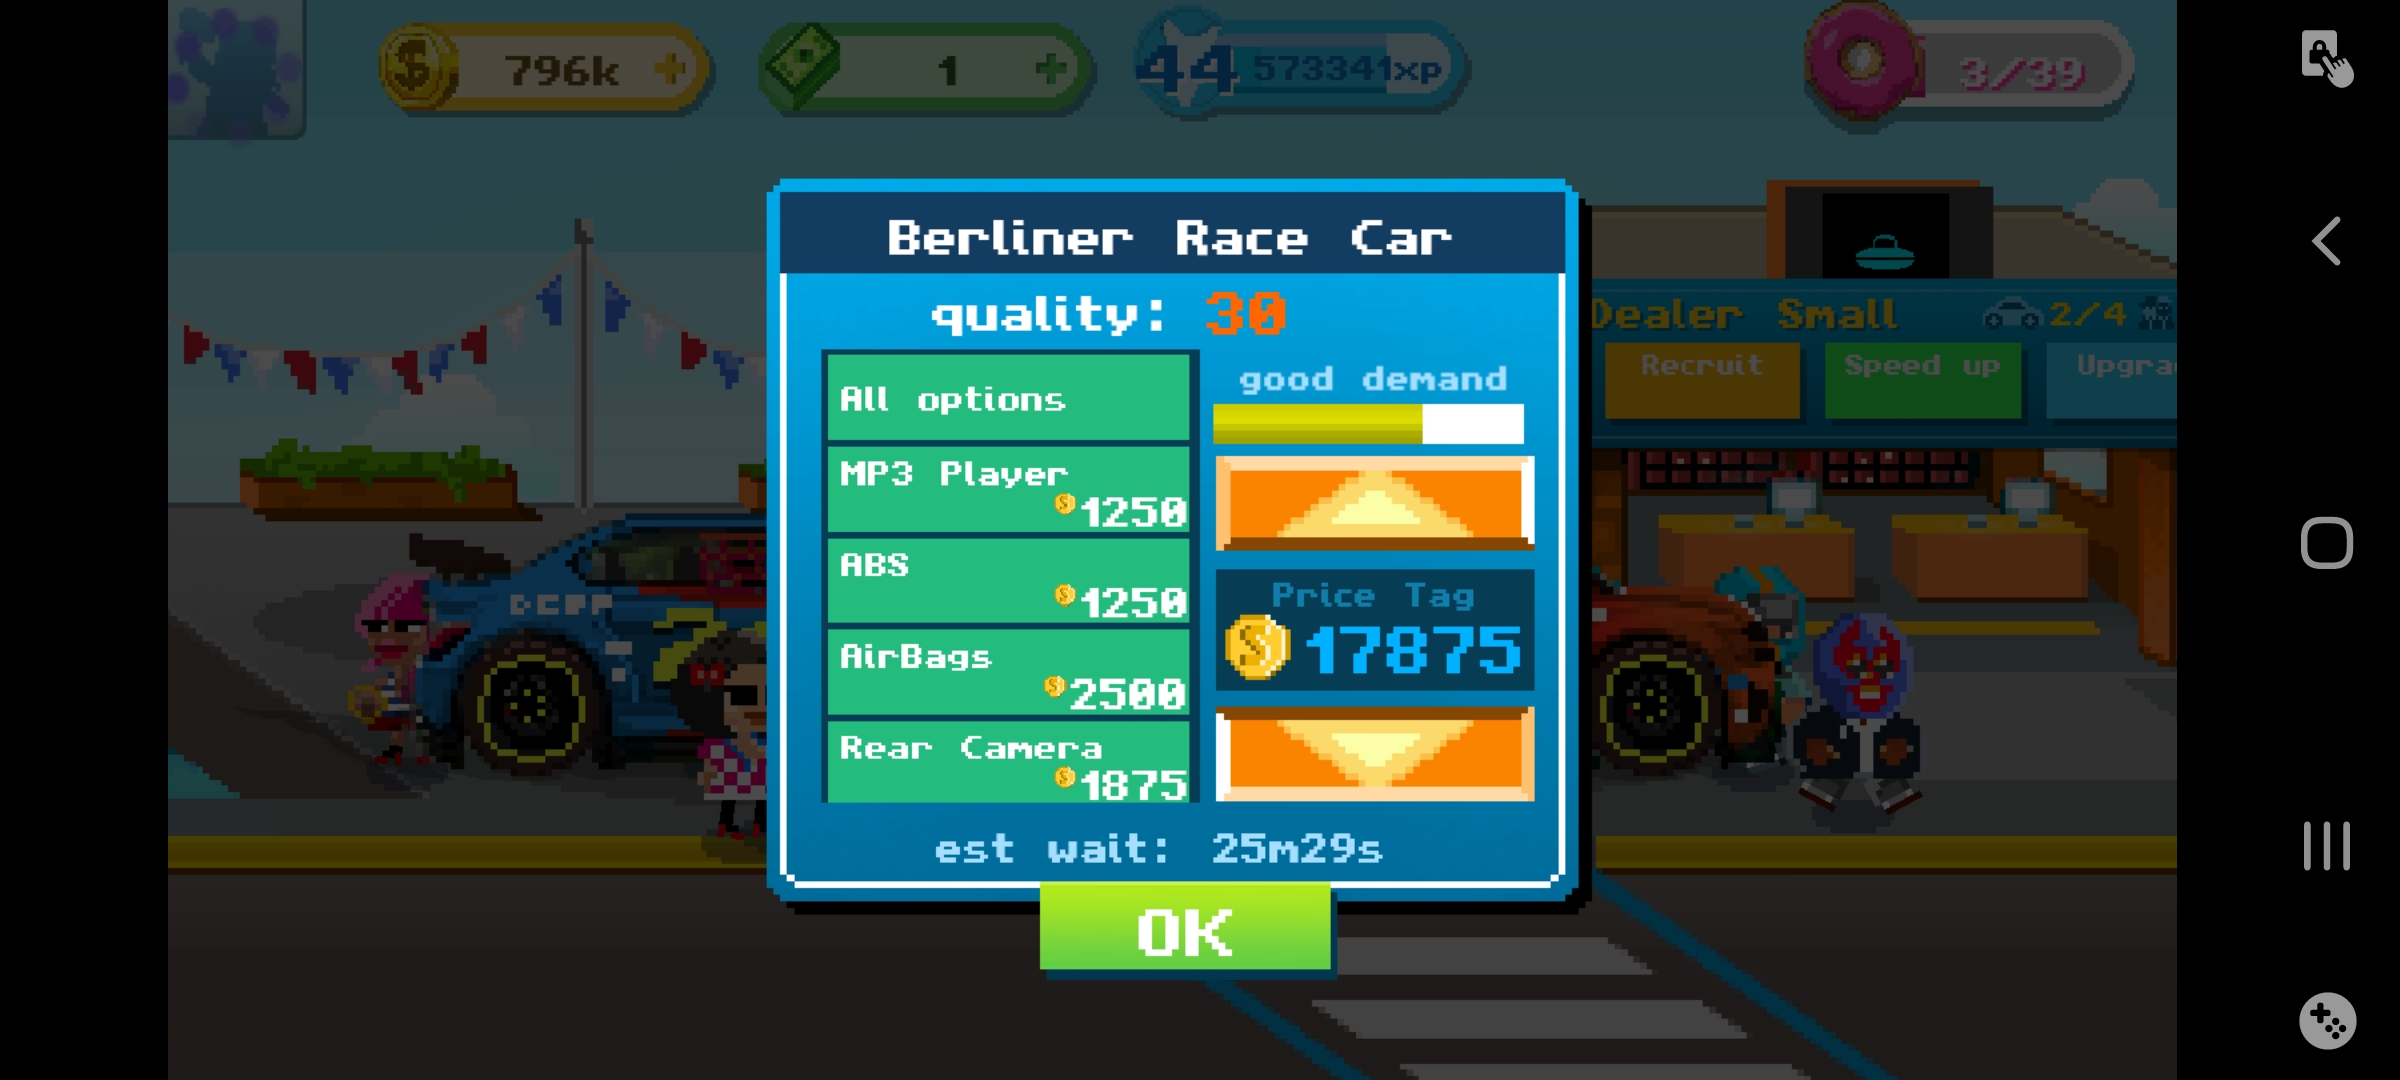 796k
1
44 573341xp
3/39
Berliner Race Car
quality: 30
All options
MP3 Player
1250
ABS
1250
AirBags
2500
Rear Camera
1875
good demand
Price Tag
17875
est wait: 25m29s
OK
Dealer Small 2/4
Recruit
Speed up